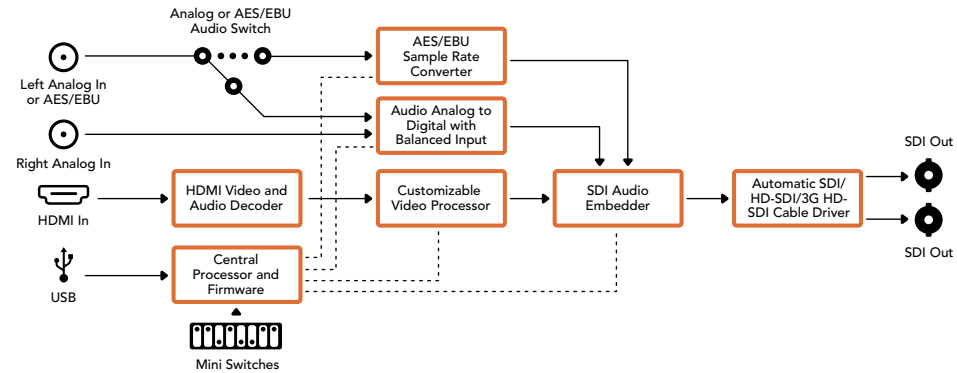 Analog or AES/EBU
Audio Switch
Left Analog In
or AES/EBU
AES/EBU
Sample Rate
Converter
Right Analog In
Audio Analog to
Digital with
Balanced Input
HDMI In
HDMI Video and
Audio Decoder
Customizable
Video Processor
SDI Audio
Embedder
Automatic SDI/
HD-SDI/3G HD-
SDI Cable Driver
SDI Out
SDI Out
USB
Central
Processor and
Firmware
Mini Switches